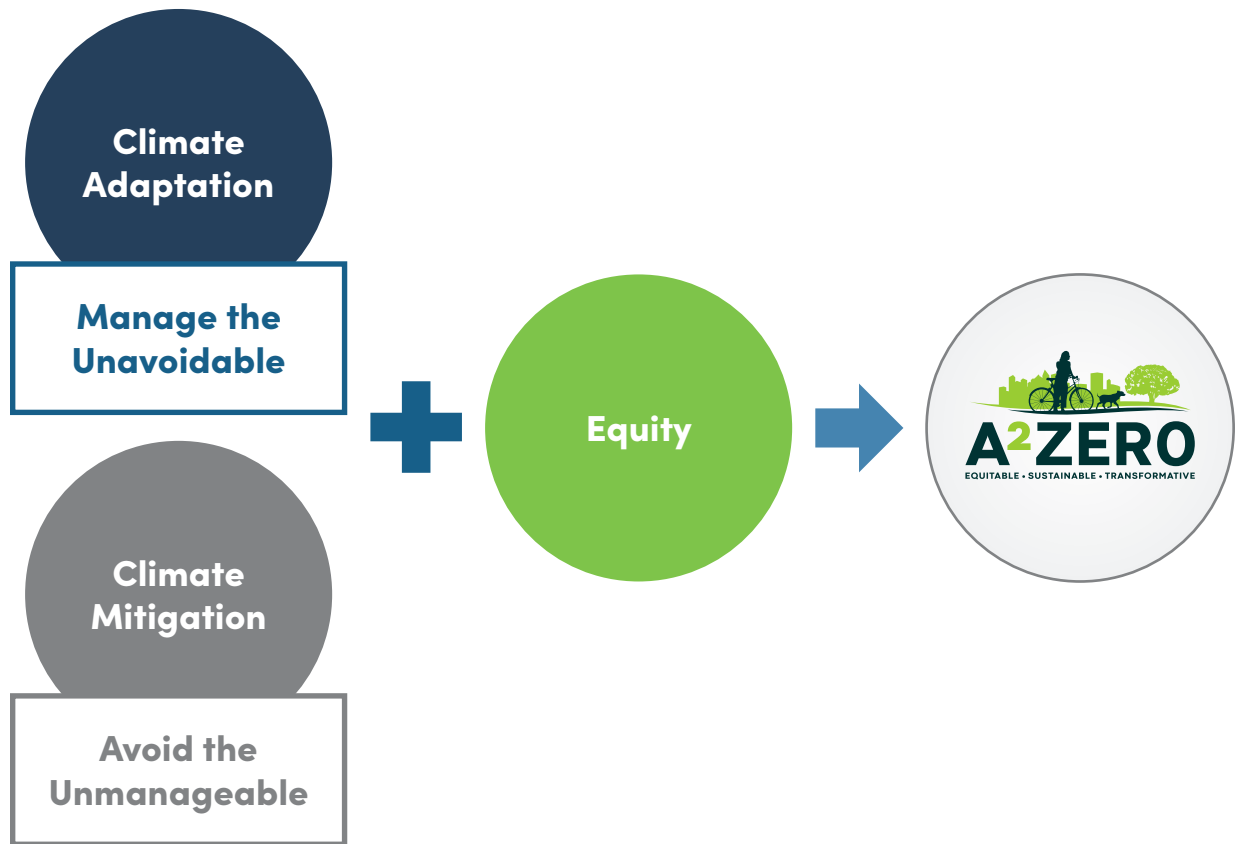 Climate
Adaptation
Manage the
Unavoidable
Climate
Mitigation
Avoid the
Unmanageable
Equity
A²ZERO
EQUITABLE • SUSTAINABLE • TRANSFORMATIVE